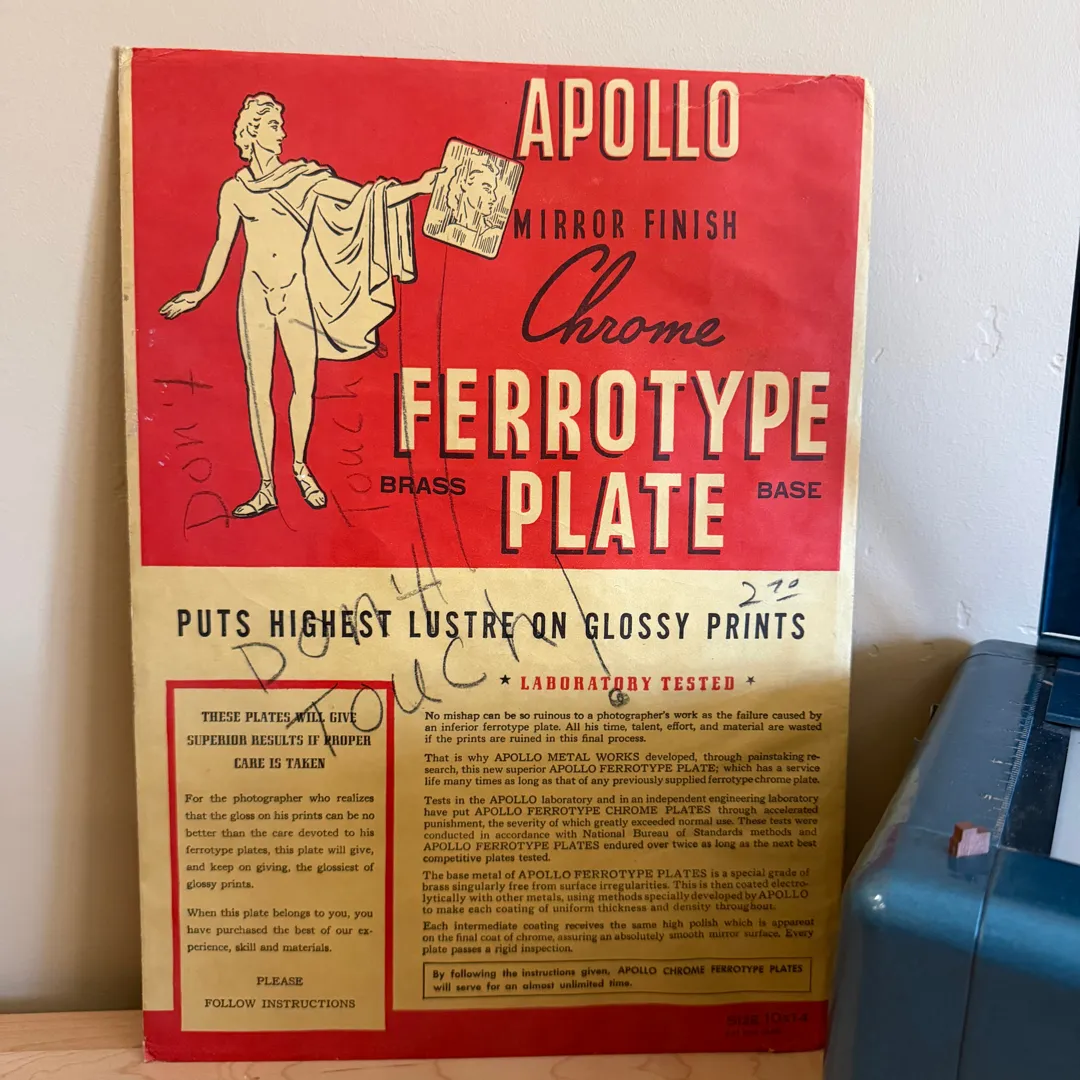 APOLLO
MIRROR FINISH
Chrome
FERROTYPE
BRASS PLATE BASE
Don't
Touch!
2.70
PUTS HIGHEST LUSTRE ON GLOSSY PRINTS
Don't
Touch!
★ LABORATORY TESTED ★
THESE PLATES WILL GIVE
SUPERIOR RESULTS IF PROPER
CARE IS TAKEN
For the photographer who realizes
that the gloss on his prints can be no
better than the care devoted to his
ferrotype plates, this plate will give,
and keep on giving, the glossiest of
glossy prints.
When this plate belongs to you, you
have purchased the best of our ex-
perience, skill and materials.
PLEASE
FOLLOW INSTRUCTIONS
No mishap can be so ruinous to a photographer's work as the failure caused by
an inferior ferrotype plate. All his time, talent, effort, and material are wasted
if the prints are ruined in this final process.
That is why APOLLO METAL WORKS developed, through painstaking re-
search, this new superior APOLLO FERROTYPE PLATE; which has a service
life many times as long as that of any previously supplied ferrotype chrome plate.
Tests in the APOLLO laboratory and in an independent engineering laboratory
have put APOLLO FERROTYPE CHROME PLATES through accelerated
punishment, the severity of which greatly exceeded normal use. These tests were
conducted in accordance with National Bureau of Standards methods and
APOLLO FERROTYPE PLATES endured over twice as long as the next best
competitive plates tested.
The base metal of APOLLO FERROTYPE PLATES is a special grade of
brass singularly free from surface irregularities. This is then coated electro-
lytically with other metals, using methods specially developed by APOLLO
to make each coating of uniform thickness and density throughout.
Each intermediate coating receives the same high polish which is apparent
on the final coat of chrome, assuring an absolutely smooth mirror surface. Every
plate passes a rigid inspection.
By following the instructions given, APOLLO CHROME FERROTYPE PLATES
will serve for an almost unlimited time.
SIZE 10x14